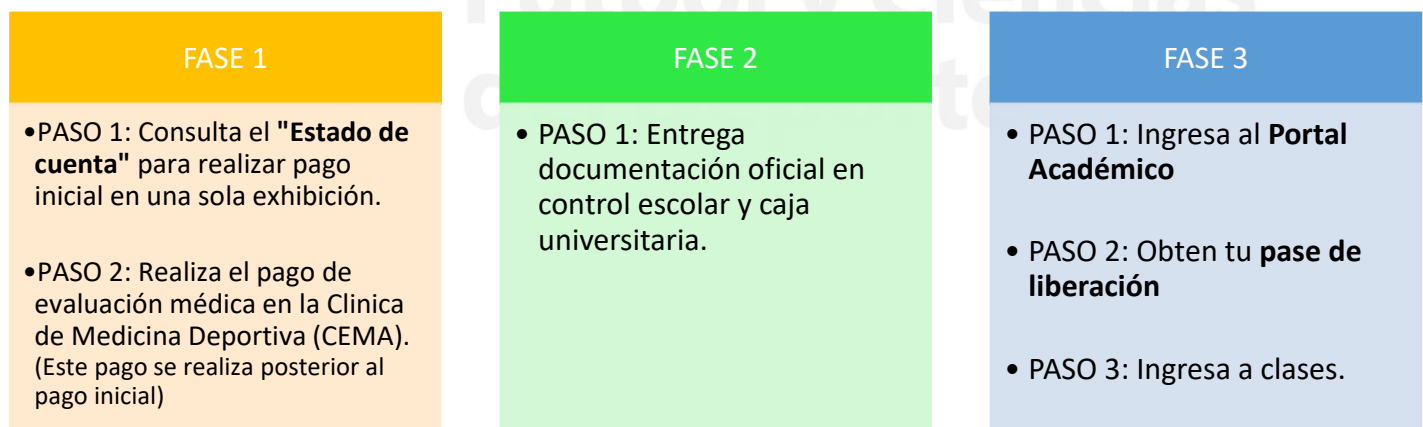 Fútbol y Ciencias
FASE 1
•PASO 1: Consulta el "Estado de
cuenta" para realizar pago
inicial en una sola exhibición.
•PASO 2: Realiza el pago de
evaluación médica en la Clinica
de Medicina Deportiva (CEMA).
(Este pago se realiza posterior al
pago inicial)
FASE 2
• PASO 1: Entrega
documentación oficial en
control escolar y caja
universitaria.
FASE 3
• PASO 1: Ingresa al Portal
Académico
• PASO 2: Obten tu pase de
liberación
• PASO 3: Ingresa a clases.